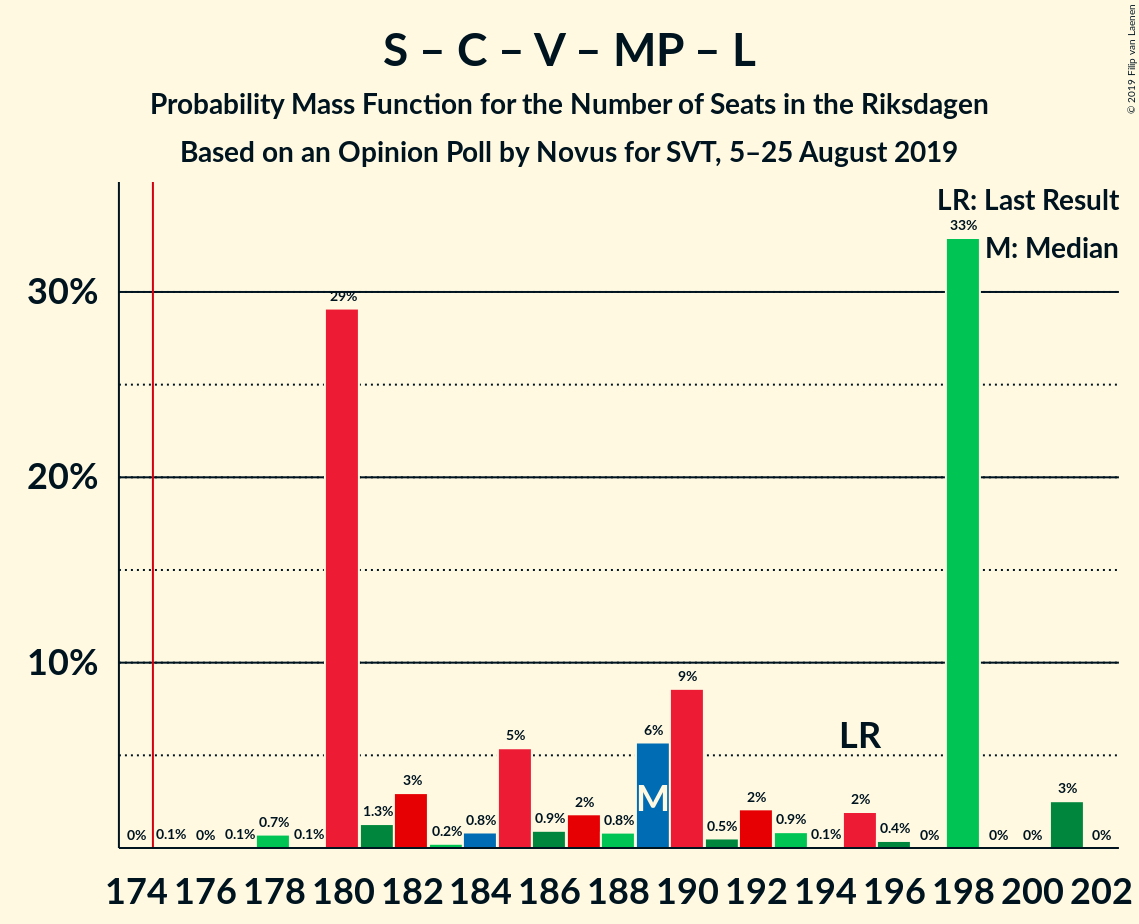 S – C – V – MP – L
Probability Mass Function for the Number of Seats in the Riksdagen
Based on an Opinion Poll by Novus for SVT, 5–25 August 2019
© 2019 Filip van Laenen
LR: Last Result
M: Median
30%
20%
10%
0% 0.1% 0% 0.1% 0.7% 0.1% 29% 1.3% 3% 0.2% 0.8% 5% 0.9% 2% 0.8% 6% 9% 0.5% 2% 0.9% 0.1% 2% 0.4% 0% 33% 0% 0% 3% 0%
M
LR
174 176 178 180 182 184 186 188 190 192 194 196 198 200 202